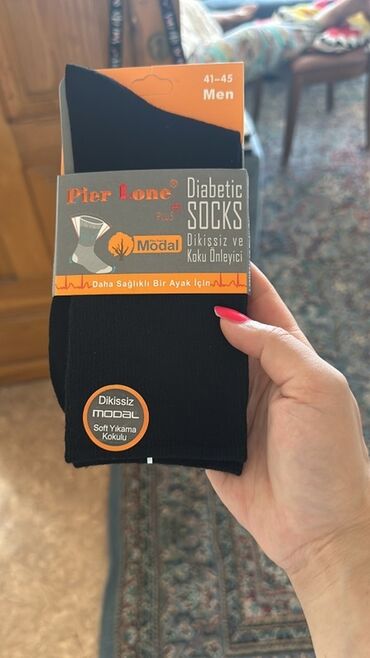 41-45
Men
Pier Lone®
PLUS
Diabetic
SOCKS
Dikissiz ve
Koku Önleyici
Modal
Daha Sağlıklı Bir Ayak İçin
Dikissiz
MODAL
Soft Yıkama
Kokulu